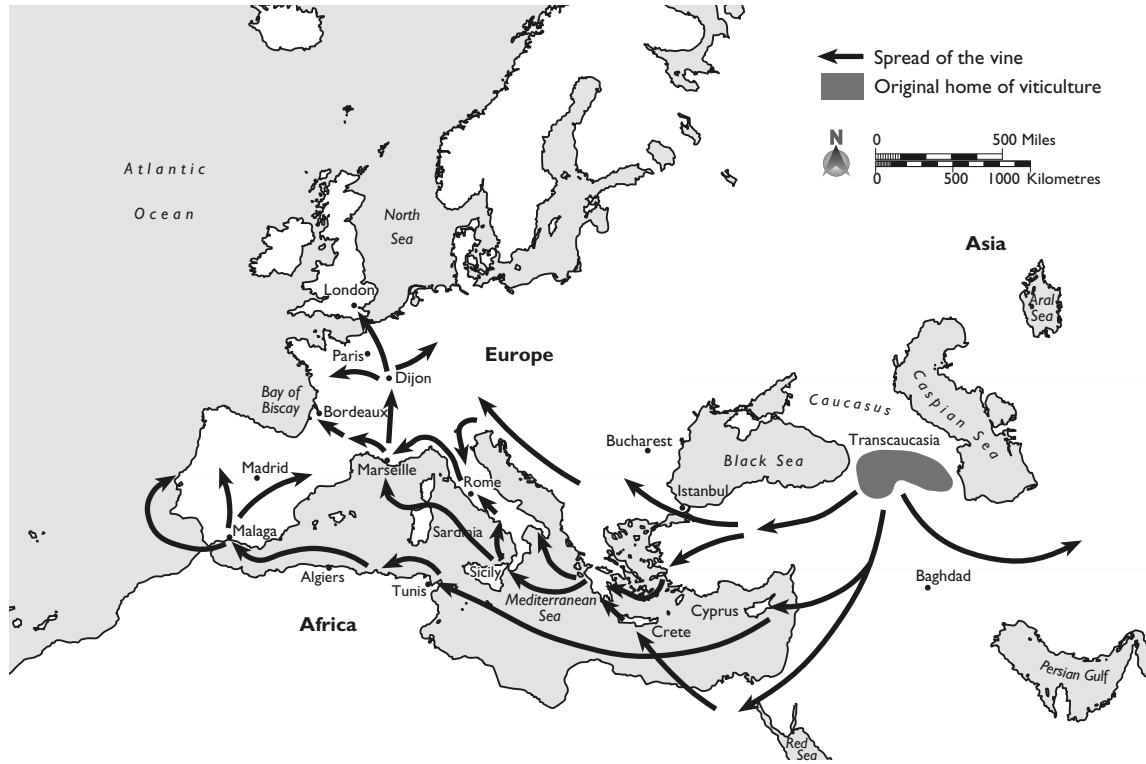 Spread of the vine
Original home of viticulture
N
0 500 Miles
0 500 1000 Kilometres
Atlantic
Ocean
North
Sea
Asia
Aral
Sea
London
Paris
Europe
Dijon
Bay of
Biscay
Bordeaux
Caucasus
Caspian Sea
Transcaucasia
Bucharest
Black Sea
Madrid
Marseille
Rome
Istanbul
Malaga
Sardinia
Sicily
Algiers
Tunis
Mediterranean
Sea
Baghdad
Cyprus
Crete
Africa
Persian Gulf
Red
Sea